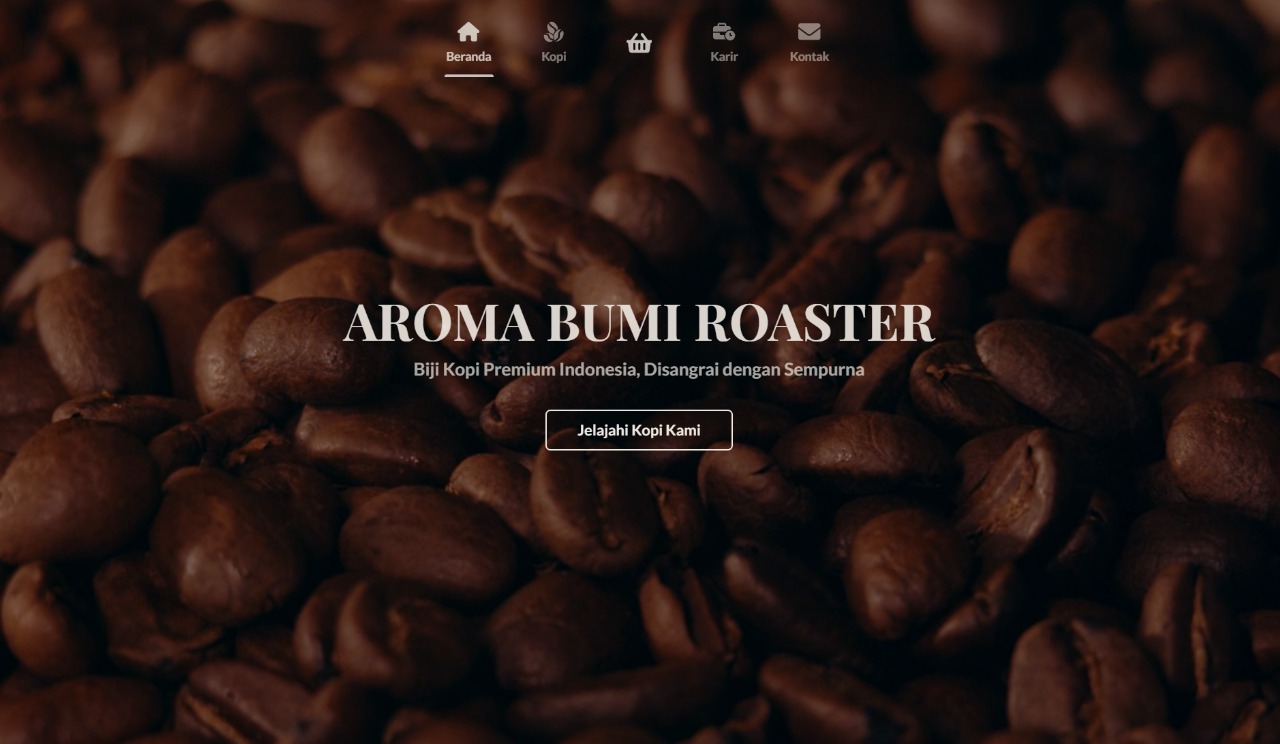 Beranda
Kopi
Karir
Kontak
AROMA BUMI ROASTER
Biji Kopi Premium Indonesia, Disangrai dengan Sempurna
Jelajahi Kopi Kami